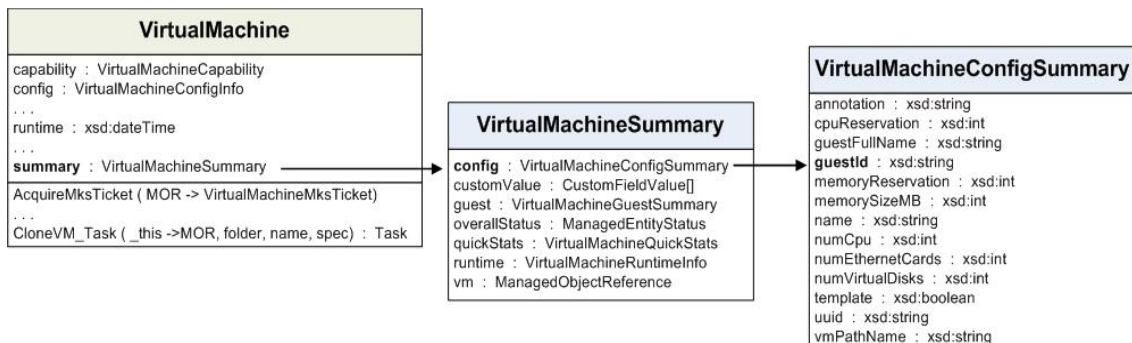 VirtualMachine
capability : VirtualMachineCapability
config : VirtualMachineConfigInfo
. . .
runtime : xsd:dateTime
. . .
summary : VirtualMachineSummary
AcquireMksTicket ( MOR -> VirtualMachineMksTicket)
. . .
CloneVM_Task ( _this ->MOR, folder, name, spec) : Task
VirtualMachineSummary
config : VirtualMachineConfigSummary
customValue : CustomFieldValue[]
guest : VirtualMachineGuestSummary
overallStatus : ManagedEntityStatus
quickStats : VirtualMachineQuickStats
runtime : VirtualMachineRuntimeInfo
vm : ManagedObjectReference
VirtualMachineConfigSummary
annotation : xsd:string
cpuReservation : xsd:int
guestFullName : xsd:string
guestId : xsd:string
memoryReservation : xsd:int
memorySizeMB : xsd:int
name : xsd:string
numCpu : xsd:int
numEthernetCards : xsd:int
numVirtualDisks : xsd:int
template : xsd:boolean
uuid : xsd:string
vmPathName : xsd:string